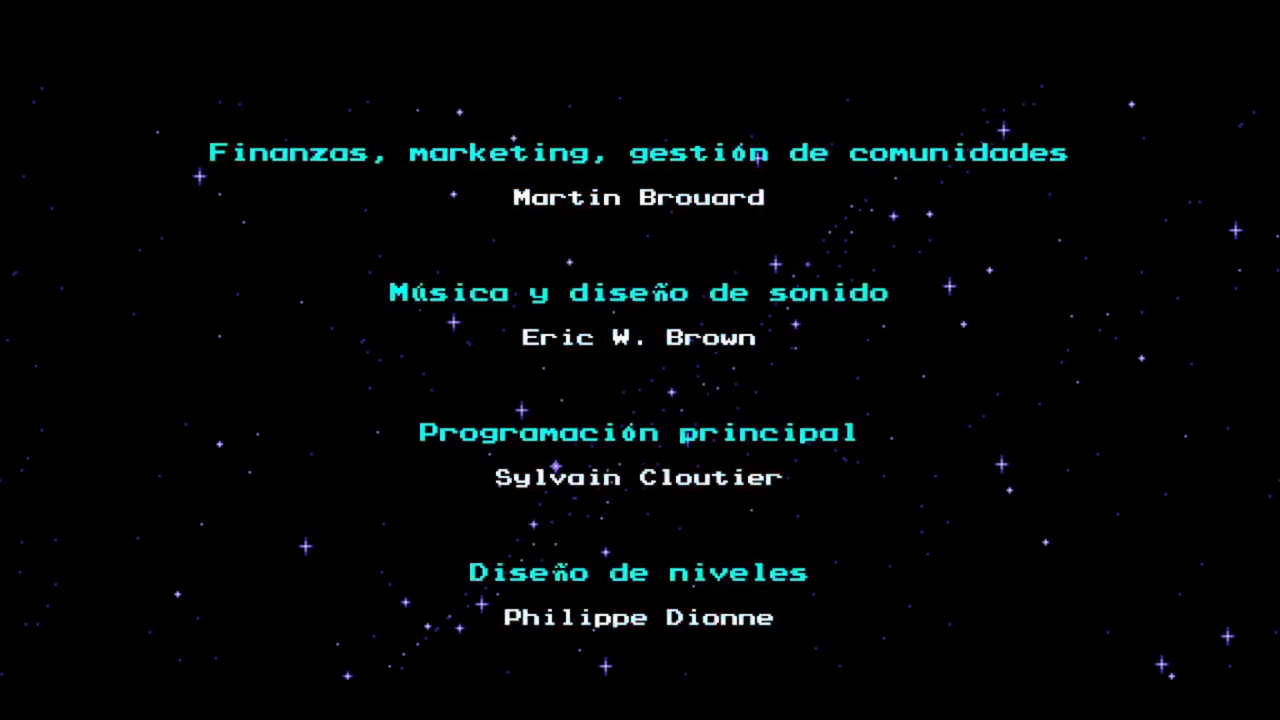 Finanzas, marketing, gestión de comunidades
Martin Brouard
Música y diseño de sonido
Eric W. Brown
Programación principal
Sylvain Cloutier
Diseño de niveles
Philippe Dionne